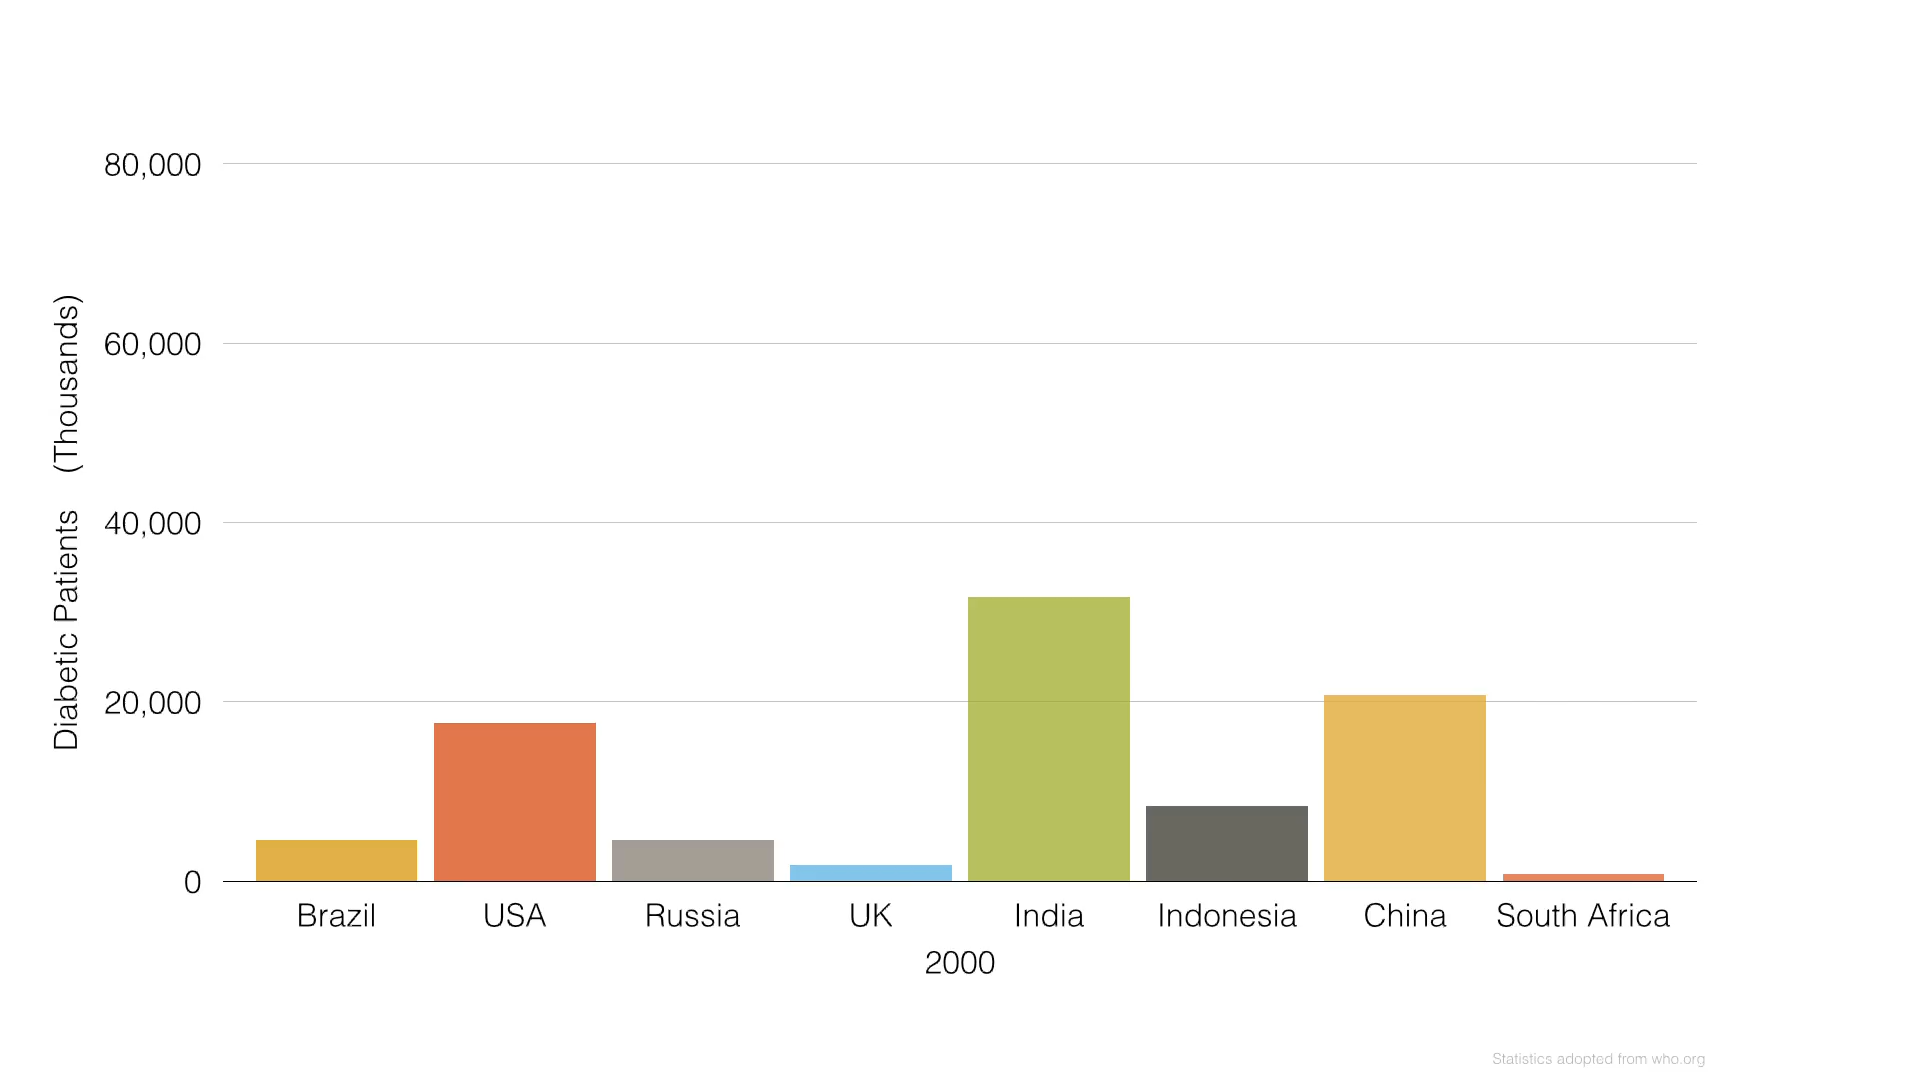 80,000
60,000
40,000
20,000
0
Diabetic Patients (Thousands)
Brazil USA Russia UK India Indonesia China South Africa
2000
Statistics adopted from who.org